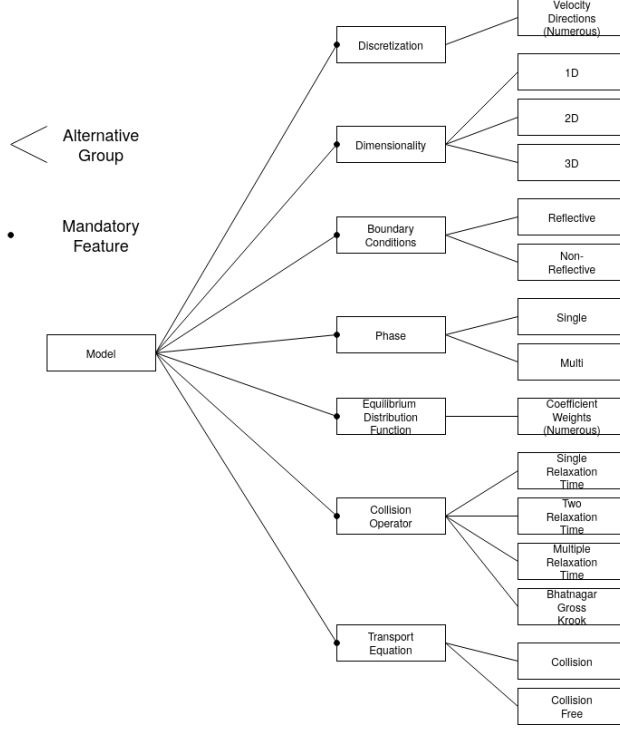 Velocity
Directions
(Numerous)
Discretization
1D
Alternative
Group
Dimensionality
2D
3D
Mandatory
Feature
Boundary
Conditions
Reflective
Non-
Reflective
Single
Model
Phase
Multi
Equilibrium
Distribution
Function
Coefficient
Weights
(Numerous)
Single
Relaxation
Time
Collision
Operator
Two
Relaxation
Time
Multiple
Relaxation
Time
Bhatnagar
Gross
Krook
Transport
Equation
Collision
Collision
Free